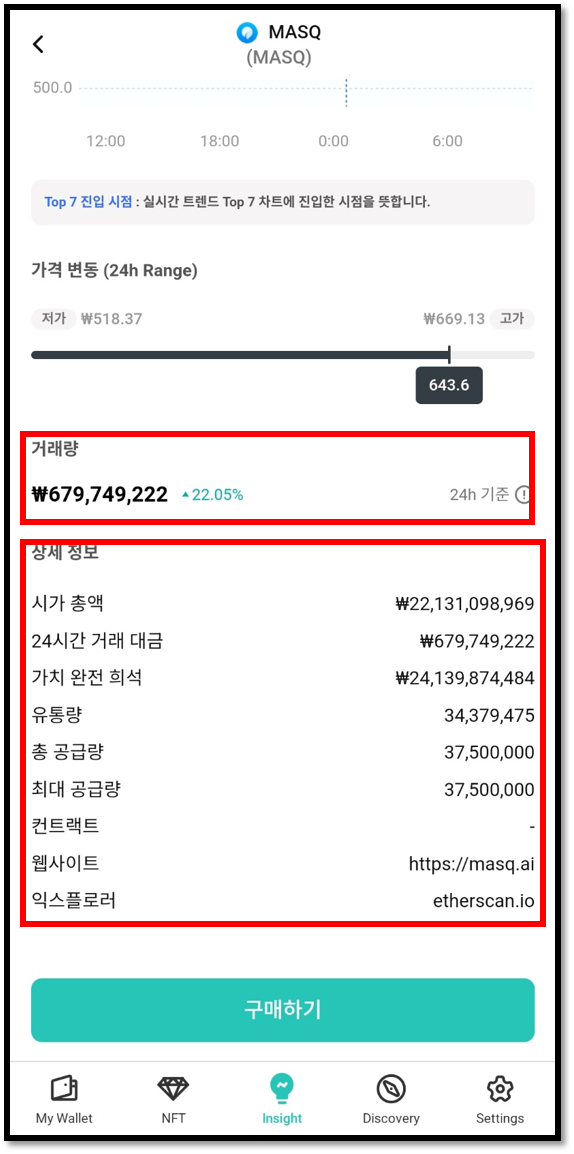 MASQ
(MASQ)
500.0
12:00 18:00 0:00 6:00
Top 7 진입 시점 : 실시간 트렌드 Top 7 차트에 진입한 시점을 뜻합니다.
가격 변동 (24h Range)
저가 ₩518.37 ₩669.13 고가
643.6
거래량
₩679,749,222 ▲22.05% 24h 기준
상세 정보
시가 총액 ₩22,131,098,969
24시간 거래 대금 ₩679,749,222
가치 완전 희석 ₩24,139,874,484
유통량 34,379,475
총 공급량 37,500,000
최대 공급량 37,500,000
컨트랙트 -
웹사이트 https://masq.ai
익스플로러 etherscan.io
구매하기
My Wallet NFT Insight Discovery Settings